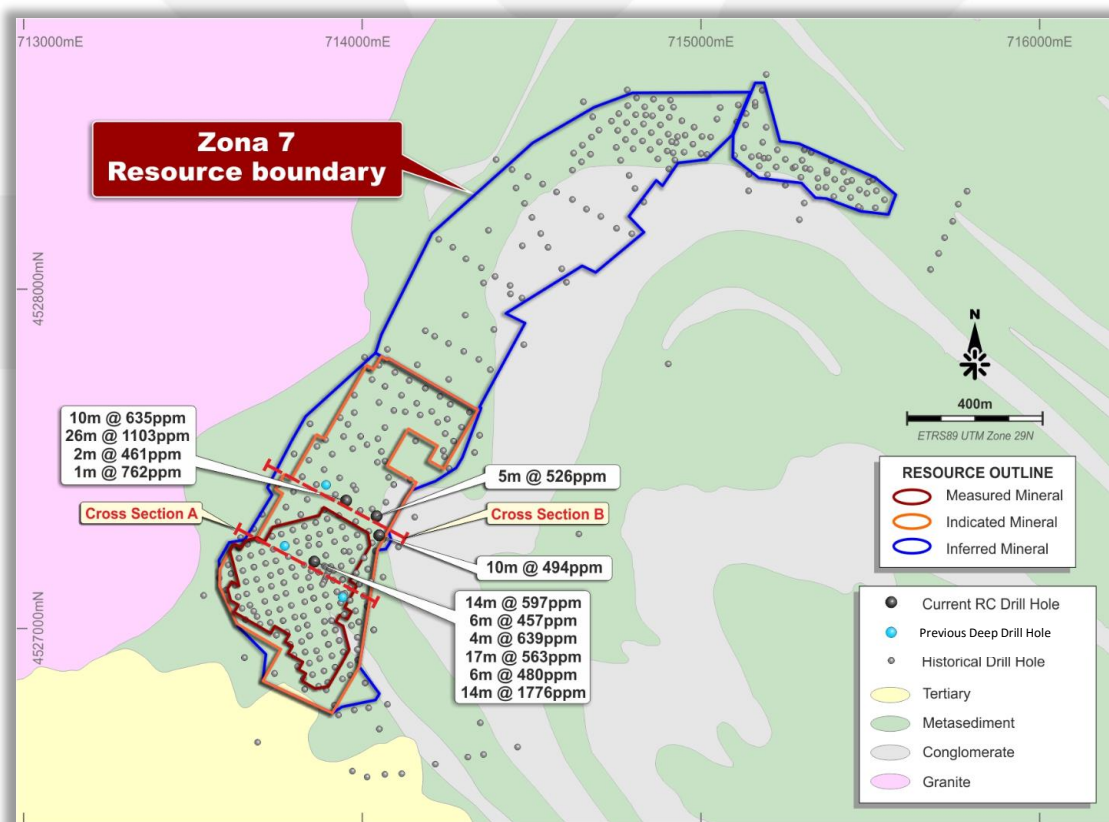 713000mE
714000mE
715000mE
716000mE
Zona 7
Resource boundary
4528000mN
N
400m
ETRS89 UTM Zone 29N
10m @ 635ppm
26m @ 1103ppm
2m @ 461ppm
1m @ 762ppm
5m @ 526ppm
RESOURCE OUTLINE
Measured Mineral
Indicated Mineral
Inferred Mineral
Cross Section A
Cross Section B
10m @ 494ppm
14m @ 597ppm
6m @ 457ppm
4m @ 639ppm
17m @ 563ppm
6m @ 480ppm
14m @ 1776ppm
4527000mN
Current RC Drill Hole
Previous Deep Drill Hole
Historical Drill Hole
Tertiary
Metasediment
Conglomerate
Granite